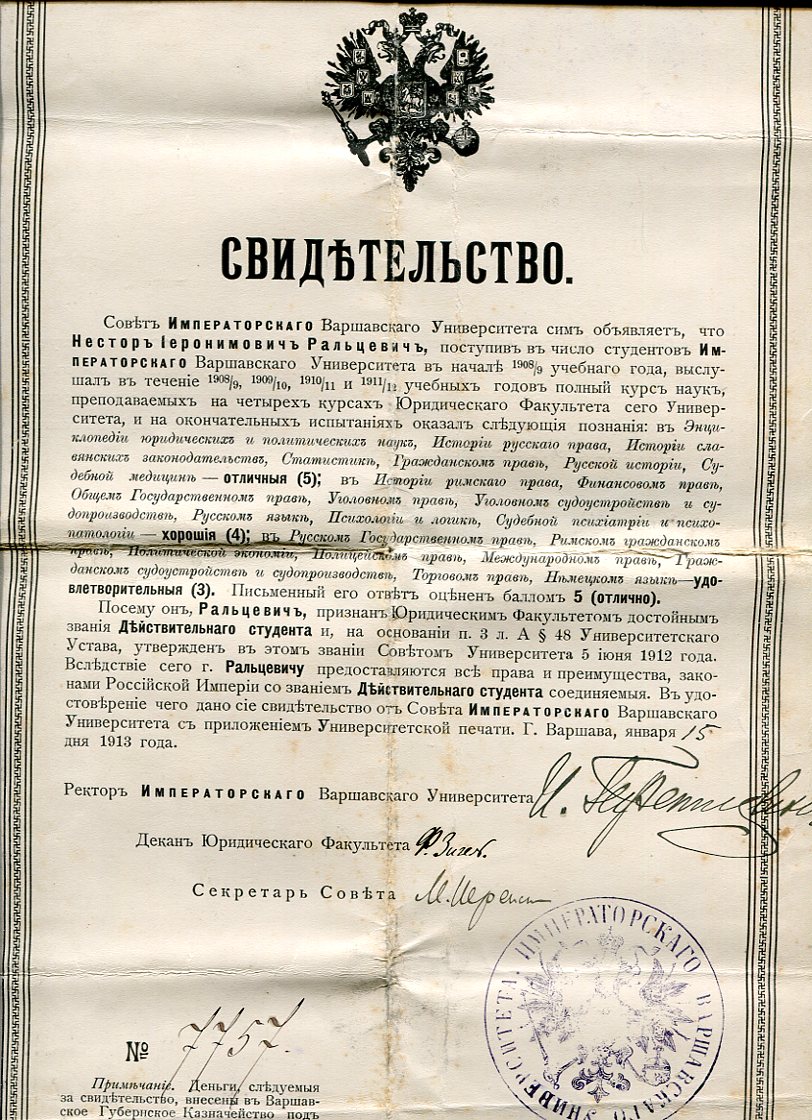 СВИДѢТЕЛЬСТВО.
Совѣтъ Императорскаго Варшавскаго Университета симъ объявляетъ, что
Несторъ Іеронимовичъ Ральцевичъ, поступивъ въ число студентовъ Им-
ператорскаго Варшавскаго Университета въ началѣ 1908/9 учебнаго года, выслу-
шалъ въ теченіе 1908/9, 1909/10, 1910/11 и 1911/12 учебныхъ годовъ полный курсъ наукъ,
преподаваемыхъ на четырехъ курсахъ Юридическаго Факультета сего Универ-
ситета, и на окончательныхъ испытаніяхъ оказалъ слѣдующія познанія: въ Энци-
клопедіи юридическихъ и политическихъ наукъ, Исторіи русскаго права, Исторіи сла-
вянскихъ законодательствъ, Статистикѣ, Гражданскомъ правѣ, Русской исторіи, Су-
дебной медицинѣ — отличныя (5); въ Исторіи римскаго права, Финансовомъ правѣ,
Общемъ Государственномъ правѣ, Уголовномъ правѣ, Уголовномъ судоустройствѣ и су-
допроизводствѣ, Русскомъ языкѣ, Психологіи и логикѣ, Судебной психіатріи и психо-
патологіи — хорошія (4); въ Русскомъ Государственномъ правѣ, Римскомъ гражданскомъ
правѣ, Политической экономіи, Полицейскомъ правѣ, Международномъ правѣ, Граж-
данскомъ судоустройствѣ и судопроизводствѣ, Торговомъ правѣ, Нѣмецкомъ языкѣ — удо-
влетворительныя (3). Письменный его отвѣтъ оцѣненъ балломъ 5 (отлично).
Посему онъ, Ральцевичъ, признанъ Юридическимъ Факультетомъ достойнымъ
званія Дѣйствительнаго студента и, на основаніи п. 3 л. А § 48 Университетскаго
Устава, утвержденъ въ этомъ званіи Совѣтомъ Университета 5 іюня 1912 года.
Вслѣдствіе сего г. Ральцевичу предоставляются всѣ права и преимущества, зако-
нами Россійской Имперіи со званіемъ Дѣйствительнаго студента соединяемыя. Въ удо-
стовѣреніе чего дано сіе свидѣтельство отъ Совѣта Императорскаго Варшавскаго
Университета съ приложеніемъ Университетской печати. Г. Варшава, января 15
дня 1913 года.
Ректоръ Императорскаго Варшавскаго Университета
Деканъ Юридическаго Факультета Ѳ. Зигель.
Секретарь Совѣта
ИМПЕРАТОРСКАГО ВАРШАВСКАГО УНИВЕРСИТЕТА.
№ 7757.
Примѣчаніе. Деньги, слѣдуемыя
за свидѣтельство, внесены въ Варшав-
ское Губернское Казначейство подъ